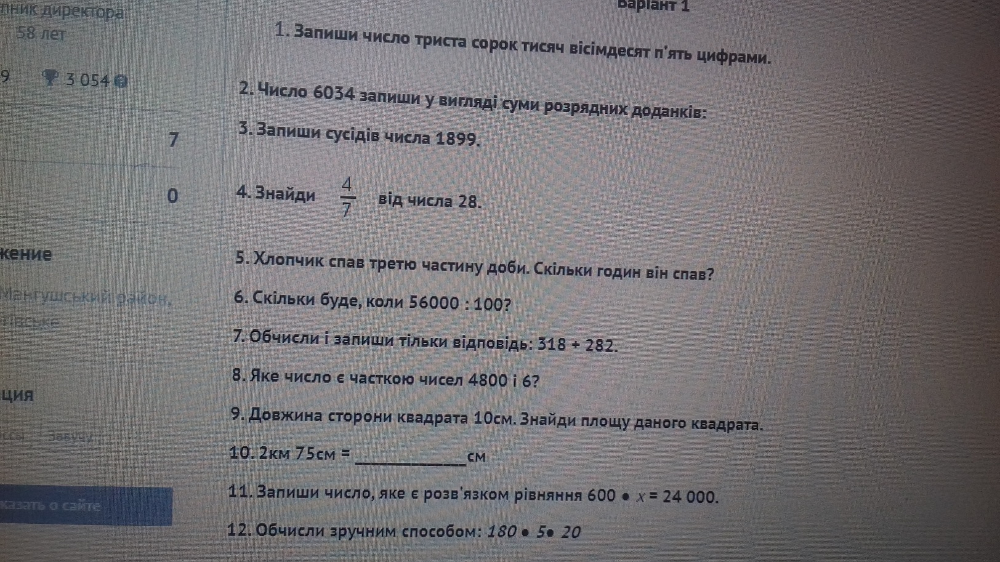 пник директора
58 лет
9 3 054
7
0
жение
Мангушський район,
тівське
ция
ссы Завучу
казать о сайте
Варіант 1
1. Запиши число триста сорок тисяч вісімдесят п'ять цифрами.
2. Число 6034 запиши у вигляді суми розрядних доданків:
3. Запиши сусідів числа 1899.
4. Знайди 4/7 від числа 28.
5. Хлопчик спав третю частину доби. Скільки годин він спав?
6. Скільки буде, коли 56000 : 100?
7. Обчисли і запиши тільки відповідь: 318 + 282.
8. Яке число є часткою чисел 4800 і 6?
9. Довжина сторони квадрата 10см. Знайди площу даного квадрата.
10. 2км 75см = ____________см
11. Запиши число, яке є розв'язком рівняння 600 • x = 24 000.
12. Обчисли зручним способом: 180 • 5• 20